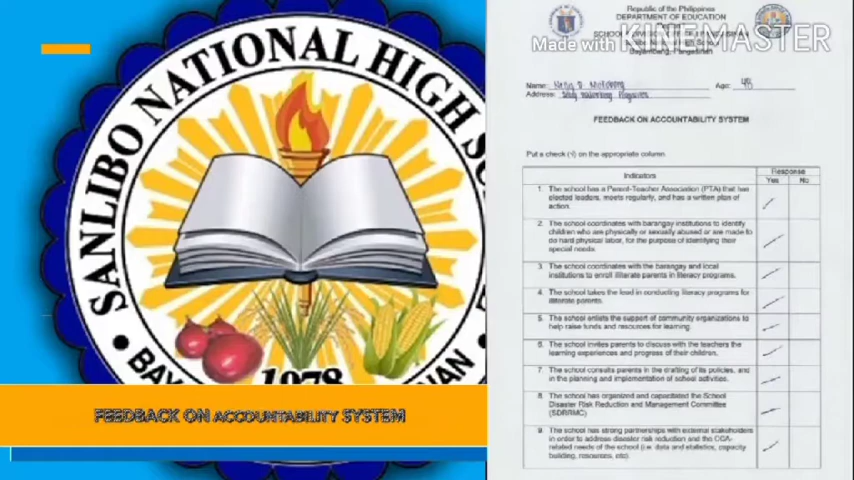 SANLIBO NATIONAL HIGH
1978
FEEDBACK ON ACCOUNTABILITY SYSTEM
Made with KINEMASTER
Republic of the Philippines
DEPARTMENT OF EDUCATION
Bayambang, Pangasinan
Name:
Age: 48
Address:
FEEDBACK ON ACCOUNTABILITY SYSTEM
Put a check (√) on the appropriate column.
Indicators
Response
Yes No
1. The school has a Parent-Teacher Association (PTA) that has
elected leaders, meets regularly, and has a written plan of
action.
2. The school coordinates with barangay institutions to identify
children who are physically or sexually abused or are made to
do hard physical labor, for the purpose of identifying their
special needs.
3. The school coordinates with the barangay and local
institutions to enroll illiterate parents in literacy programs.
4. The school takes the lead in conducting literacy programs for
illiterate parents.
5. The school enlists the support of community organizations to
help raise funds and resources for learning.
6. The school invites parents to discuss with the teachers the
learning experiences and progress of their children.
7. The school consults parents in the drafting of its policies, and
in the planning and implementation of school activities.
8. The school has organized and capacitated the School
Disaster Risk Reduction and Management Committee
(SDRRMC)
9. The school has strong partnerships with external stakeholders
in order to address disaster risk reduction and the CCA-
related needs of the school (i.e. data and statistics, capacity
building, resources, etc)